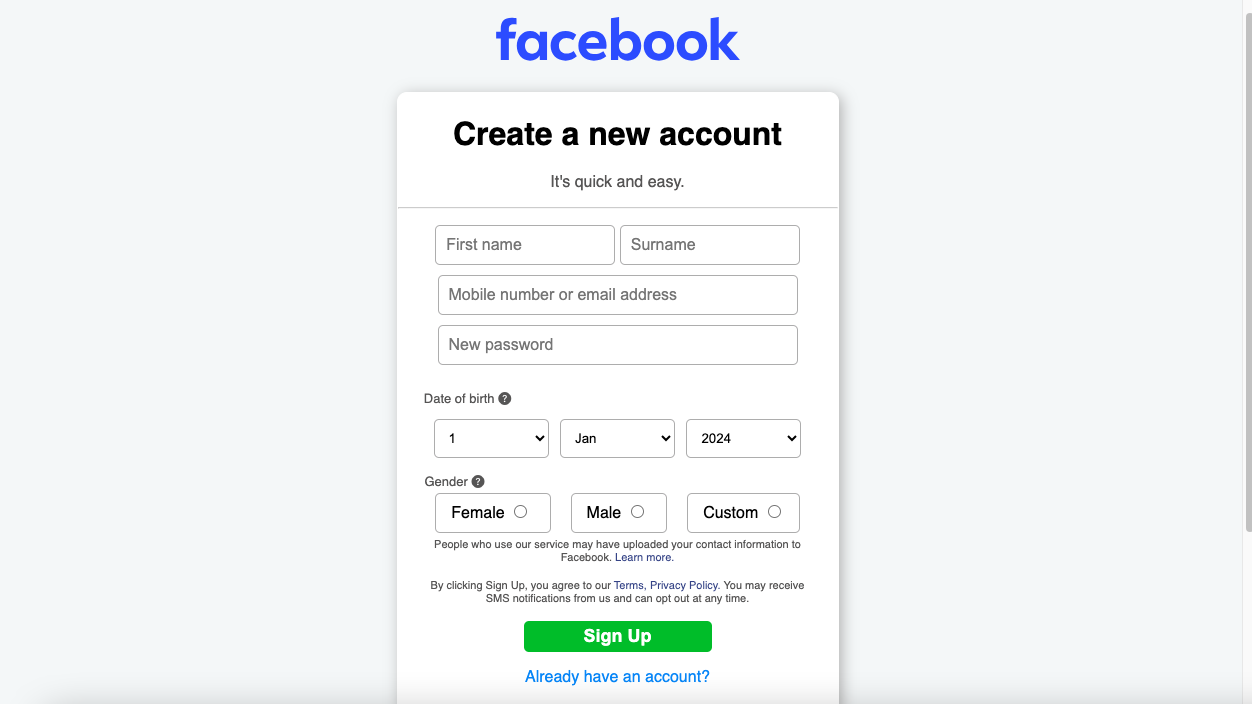 facebook
Create a new account
It's quick and easy.
First name Surname
Mobile number or email address
New password
Date of birth ?
1 Jan 2024
Gender ?
Female Male Custom
People who use our service may have uploaded your contact information to
Facebook. Learn more.
By clicking Sign Up, you agree to our Terms, Privacy Policy. You may receive
SMS notifications from us and can opt out at any time.
Sign Up
Already have an account?